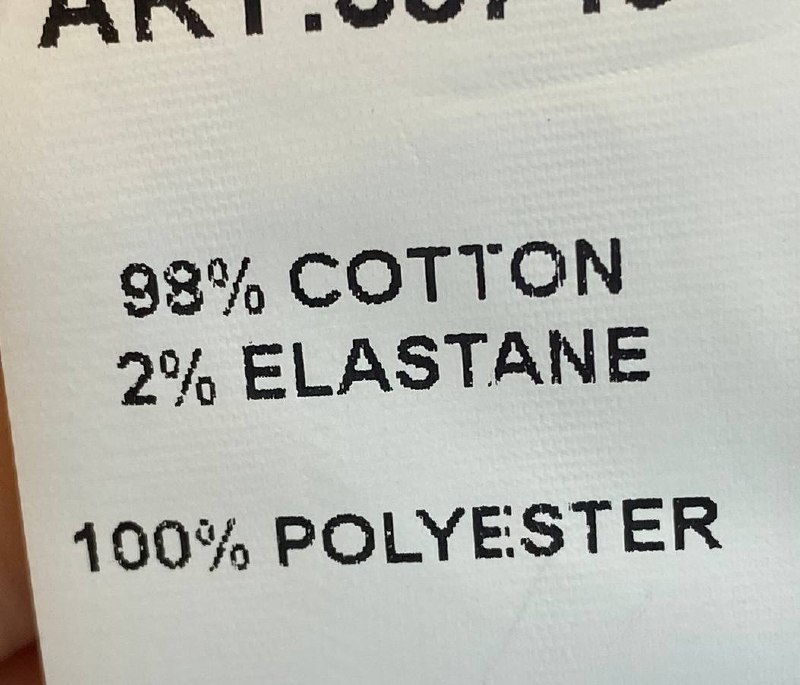 98% COTTON
2% ELASTANE
100% POLYESTER